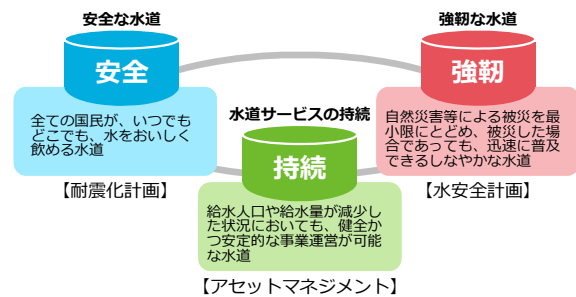 安全な水道
安全
全ての国民が、いつでも
どこでも、水をおいしく
飲める水道
【耐震化計画】
強靭な水道
強靭
自然災害等による被災を最
小限にとどめ、被災した場
合であっても、迅速に普及
できるしなやかな水道
【水安全計画】
水道サービスの持続
持続
給水人口や給水量が減少し
た状況においても、健全か
つ安定的な事業運営が可能
な水道
【アセットマネジメント】